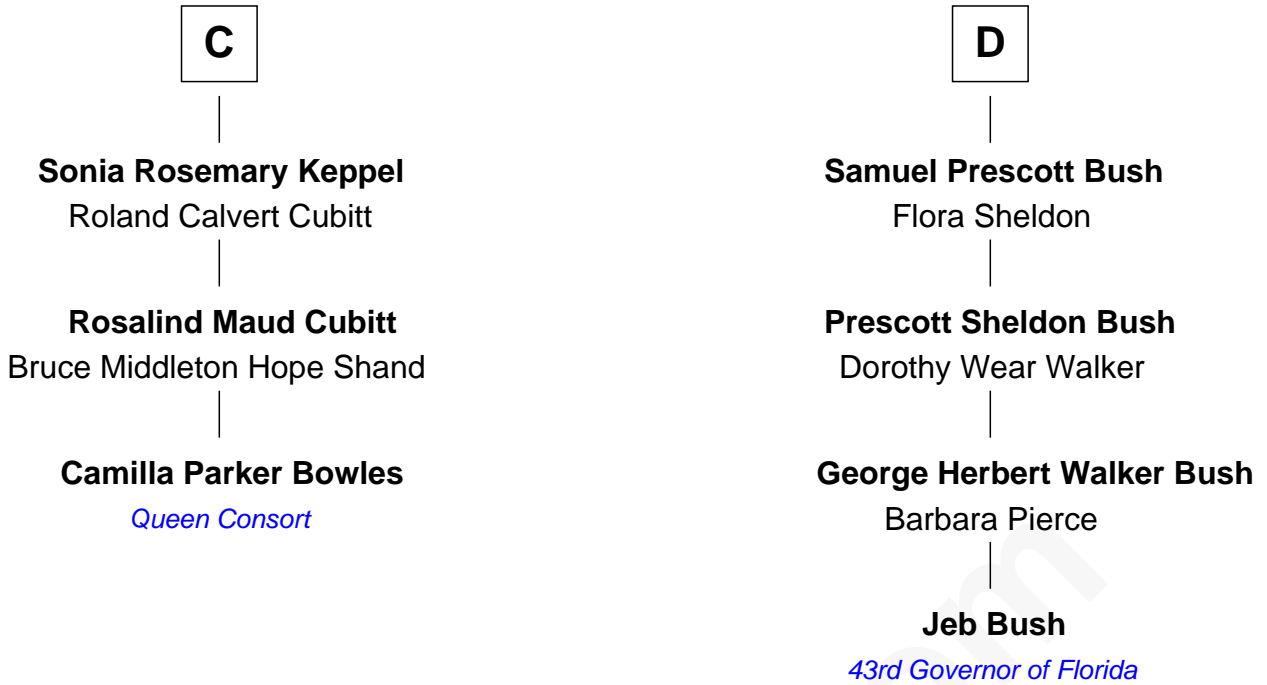 C
Sonia Rosemary Keppel
Roland Calvert Cubitt
Rosalind Maud Cubitt
Bruce Middleton Hope Shand
Camilla Parker Bowles
Queen Consort
D
Samuel Prescott Bush
Flora Sheldon
Prescott Sheldon Bush
Dorothy Wear Walker
George Herbert Walker Bush
Barbara Pierce
Jeb Bush
43rd Governor of Florida